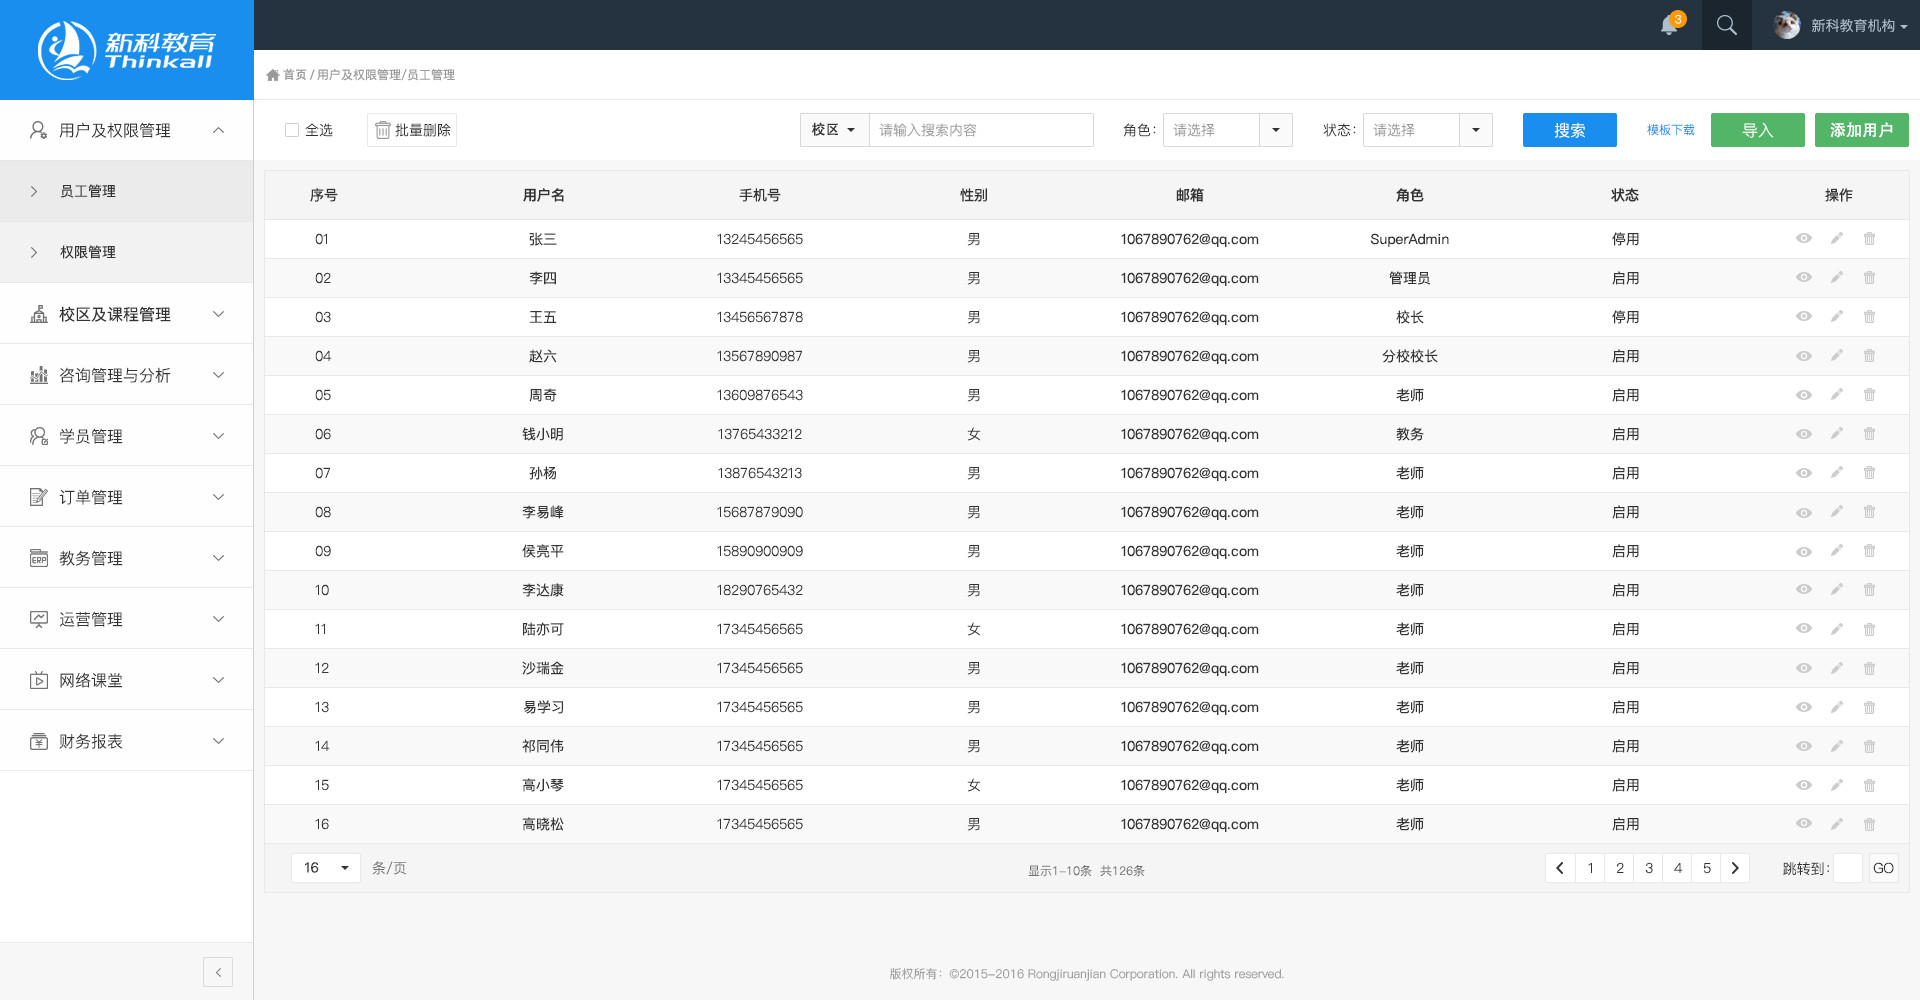 新科教育
Thinkall
3
新科教育机构
首页 / 用户及权限管理/员工管理
用户及权限管理
员工管理
权限管理
校区及课程管理
咨询管理与分析
学员管理
订单管理
ERP 教务管理
运营管理
网络课堂
财务报表
全选 批量删除 校区 请输入搜索内容 角色: 请选择 状态: 请选择 搜索 模板下载 导入 添加用户
序号 用户名 手机号 性别 邮箱 角色 状态 操作
01 张三 13245456565 男 1067890762@qq.com SuperAdmin 停用
02 李四 13345456565 男 1067890762@qq.com 管理员 启用
03 王五 13456567878 男 1067890762@qq.com 校长 停用
04 赵六 13567890987 男 1067890762@qq.com 分校校长 启用
05 周奇 13609876543 男 1067890762@qq.com 老师 启用
06 钱小明 13765433212 女 1067890762@qq.com 教务 启用
07 孙杨 13876543213 男 1067890762@qq.com 老师 启用
08 李易峰 15687879090 男 1067890762@qq.com 老师 启用
09 侯亮平 15890900909 男 1067890762@qq.com 老师 启用
10 李达康 18290765432 男 1067890762@qq.com 老师 启用
11 陆亦可 17345456565 女 1067890762@qq.com 老师 启用
12 沙瑞金 17345456565 男 1067890762@qq.com 老师 启用
13 易学习 17345456565 男 1067890762@qq.com 老师 启用
14 祁同伟 17345456565 男 1067890762@qq.com 老师 启用
15 高小琴 17345456565 女 1067890762@qq.com 老师 启用
16 高晓松 17345456565 男 1067890762@qq.com 老师 启用
16 条/页 显示1-10条 共126条 1 2 3 4 5 跳转到: GO
版权所有: ©2015-2016 Rongjiruanjian Corporation. All rights reserved.